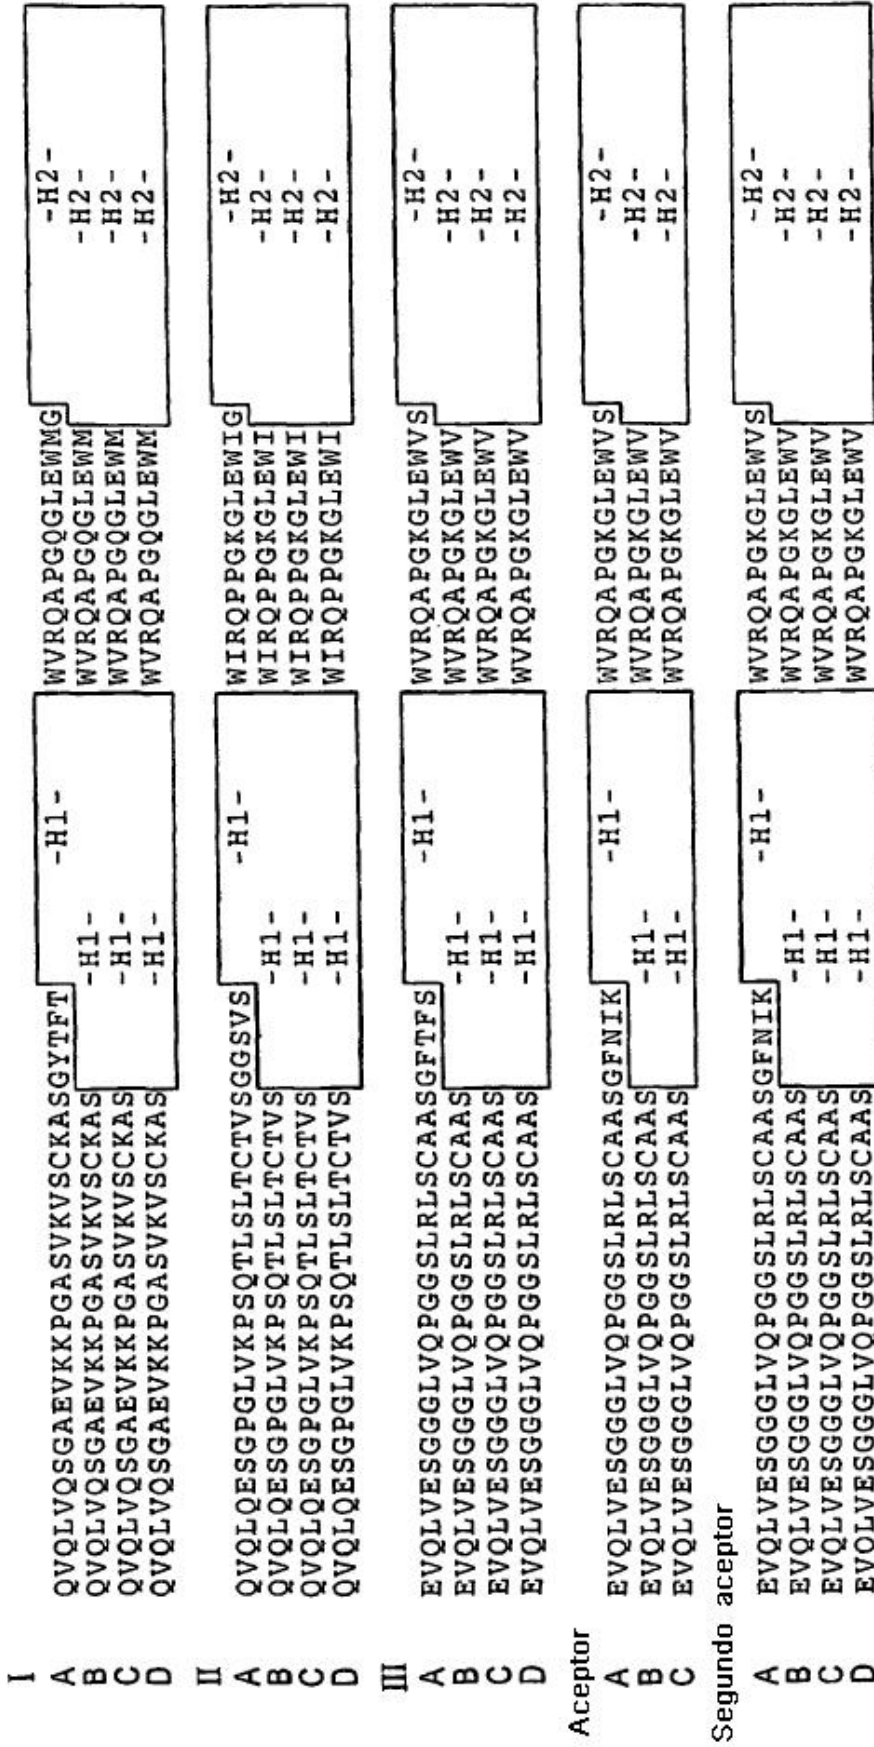 I
A QVQLVQSGAEVKKPGASVKVSCKASGYTFT -H1- WVRQAPGQGLEWMG -H2-
B QVQLVQSGAEVKKPGASVKVSCKAS -H1- WVRQAPGQGLEWM -H2-
C QVQLVQSGAEVKKPGASVKVSCKAS -H1- WVRQAPGQGLEWM -H2-
D QVQLVQSGAEVKKPGASVKVSCKAS -H1- WVRQAPGQGLEWM -H2-
II
A QVQLQESGPGLVKPSQTLSLTCTVSGGSVS -H1- WIRQPPGKGLEWIG -H2-
B QVQLQESGPGLVKPSQTLSLTCTVS -H1- WIRQPPGKGLEWI -H2-
C QVQLQESGPGLVKPSQTLSLTCTVS -H1- WIRQPPGKGLEWI -H2-
D QVQLQESGPGLVKPSQTLSLTCTVS -H1- WIRQPPGKGLEWI -H2-
III
A EVQLVESGGGLVQPGGSLRLSCAASGFTFS -H1- WVRQAPGKGLEWVS -H2-
B EVQLVESGGGLVQPGGSLRLSCAAS -H1- WVRQAPGKGLEWV -H2-
C EVQLVESGGGLVQPGGSLRLSCAAS -H1- WVRQAPGKGLEWV -H2-
D EVQLVESGGGLVQPGGSLRLSCAAS -H1- WVRQAPGKGLEWV -H2-
Aceptor
A EVQLVESGGGLVQPGGSLRLSCAASGFNIK -H1- WVRQAPGKGLEWVS -H2-
B EVQLVESGGGLVQPGGSLRLSCAAS -H1- WVRQAPGKGLEWV -H2-
C EVQLVESGGGLVQPGGSLRLSCAAS -H1- WVRQAPGKGLEWV -H2-
Segundo aceptor
A EVQLVESGGGLVQPGGSLRLSCAASGFNIK -H1- WVRQAPGKGLEWVS -H2-
B EVQLVESGGGLVQPGGSLRLSCAAS -H1- WVRQAPGKGLEWV -H2-
C EVQLVESGGGLVQPGGSLRLSCAAS -H1- WVRQAPGKGLEWV -H2-
D EVQLVESGGGLVQPGGSLRLSCAAS -H1- WVRQAPGKGLEWV -H2-